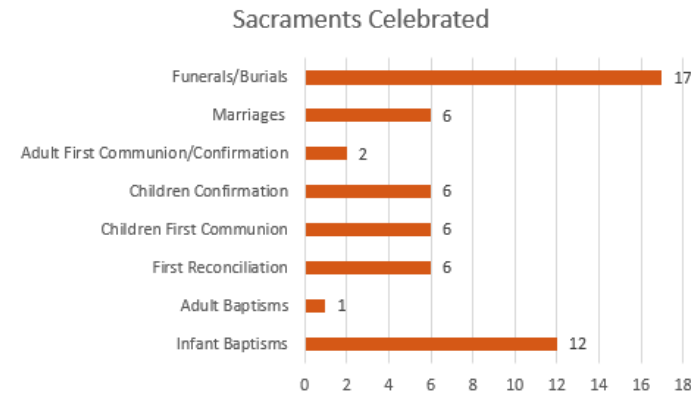 Sacraments Celebrated
Funerals/Burials 17
Marriages 6
Adult First Communion/Confirmation 2
Children Confirmation 6
Children First Communion 6
First Reconciliation 6
Adult Baptisms 1
Infant Baptisms 12
0 2 4 6 8 10 12 14 16 18